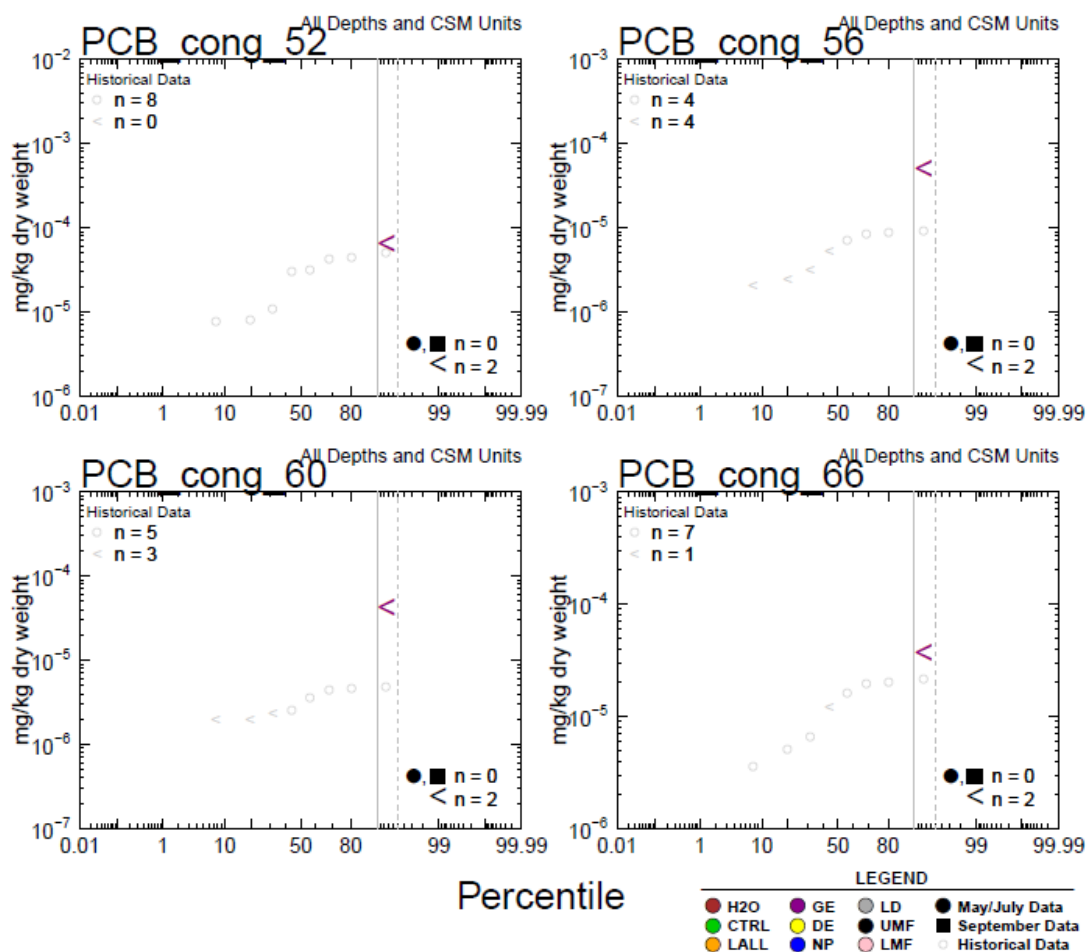 All Depths and CSM Units
PCB_cong_52
Historical Data
n = 8
< n = 0
mg/kg dry weight
10^-2
10^-3
10^-4
10^-5
10^-6
<
, n = 0
< n = 2
0.01 1 10 50 80 99 99.99
All Depths and CSM Units
PCB_cong_56
Historical Data
n = 4
< n = 4
mg/kg dry weight
10^-3
10^-4
10^-5
10^-6
10^-7
<
, n = 0
< n = 2
0.01 1 10 50 80 99 99.99
All Depths and CSM Units
PCB_cong_60
Historical Data
n = 5
< n = 3
mg/kg dry weight
10^-3
10^-4
10^-5
10^-6
10^-7
<
, n = 0
< n = 2
0.01 1 10 50 80 99 99.99
All Depths and CSM Units
PCB_cong_66
Historical Data
n = 7
< n = 1
mg/kg dry weight
10^-3
10^-4
10^-5
10^-6
<
, n = 0
< n = 2
0.01 1 10 50 80 99 99.99
Percentile
LEGEND
H2O GE LD May/July Data
CTRL DE UMF September Data
LALL NP LMF Historical Data